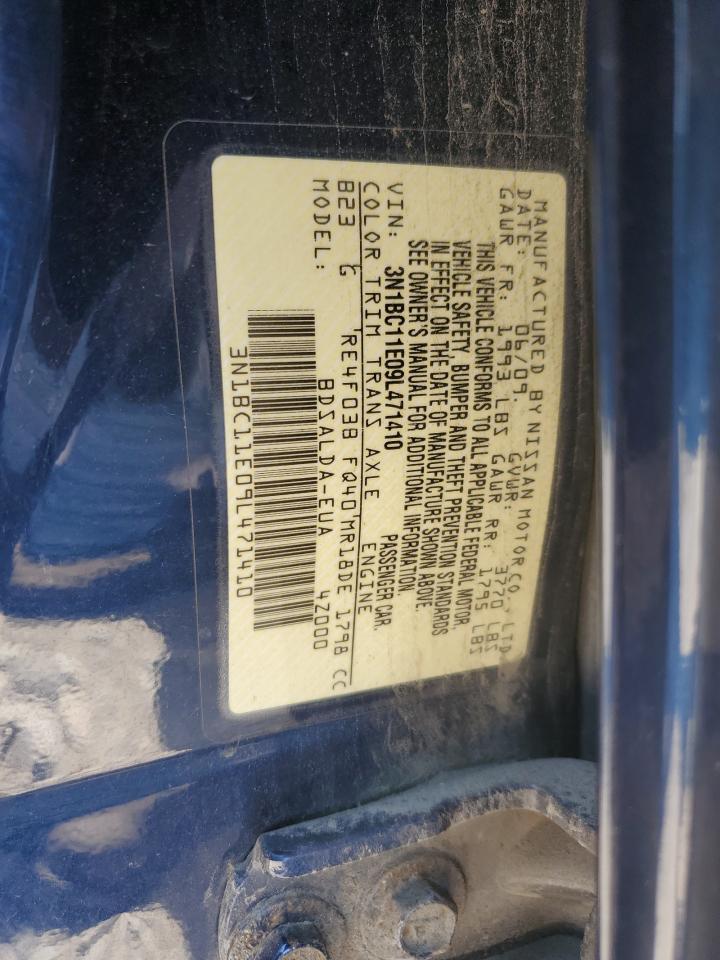 MANUFACTURED BY NISSAN MOTOR CO., LTD.
DATE: 06/09. GVWR: 3770 LBS
GAWR FR: 1993 LBS GAWR RR: 1795 LBS
THIS VEHICLE CONFORMS TO ALL APPLICABLE FEDERAL MOTOR
VEHICLE SAFETY, BUMPER AND THEFT PREVENTION STANDARDS
IN EFFECT ON THE DATE OF MANUFACTURE SHOWN ABOVE.
SEE OWNER'S MANUAL FOR ADDITIONAL INFORMATION.
VIN: 3N1BC11E09L471410 PASSENGER CAR.
COLOR TRIM TRANS AXLE ENGINE
B23 G 'RE4F03B FQ40'MR18DE 1798 CC
MODEL: BDSALDA-EUA 4Z000
3N1BC11E09L471410